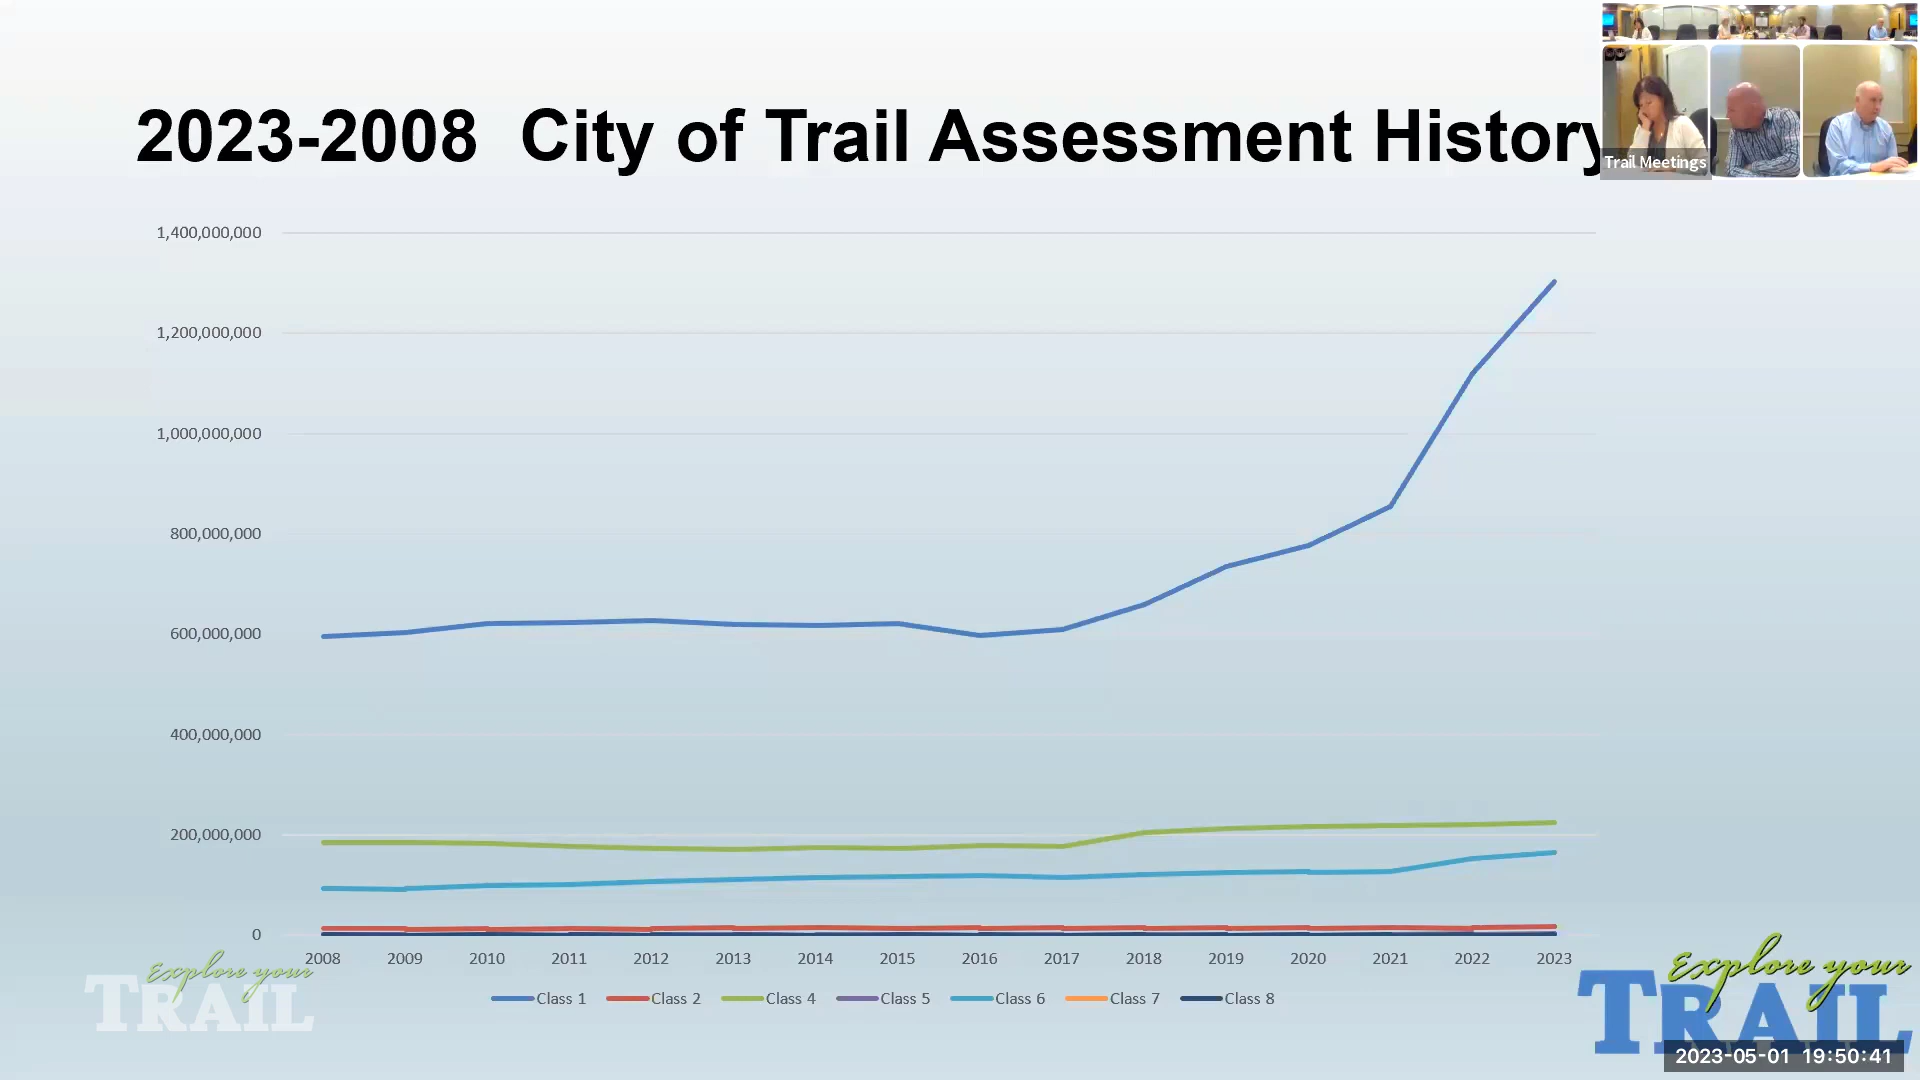 2023-2008 City of Trail Assessment History
Trail Meetings
1,400,000,000
1,200,000,000
1,000,000,000
800,000,000
600,000,000
400,000,000
200,000,000
0
2008 2009 2010 2011 2012 2013 2014 2015 2016 2017 2018 2019 2020 2021 2022 2023
Class 1 Class 2 Class 4 Class 5 Class 6 Class 7 Class 8
Explore your
TRAIL
Explore your
TRAIL
2023-05-01 19:50:41